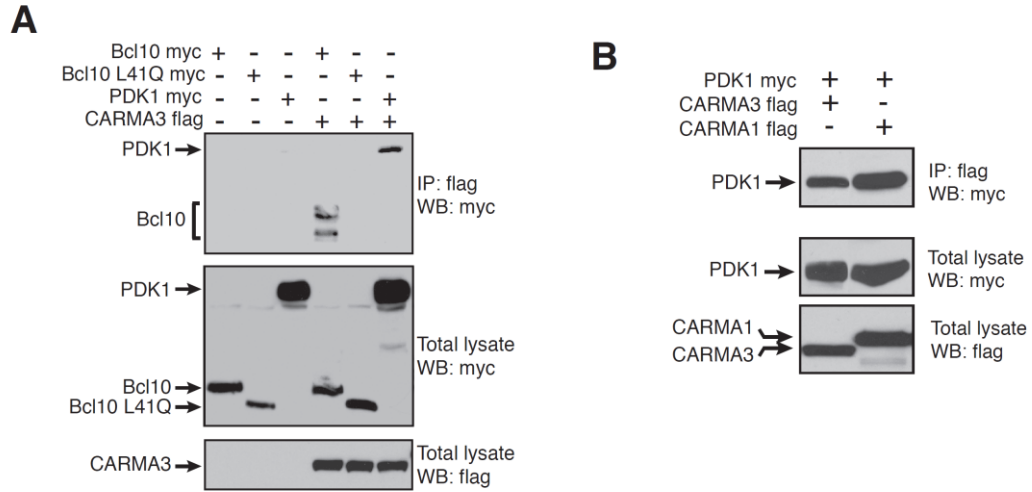 A
Bcl10 myc + - - + - -
Bcl10 L41Q myc - + - - + -
PDK1 myc - - + - - +
CARMA3 flag - - - + + +
PDK1
Bcl10
IP: flag
WB: myc
PDK1
Bcl10
Bcl10 L41Q
Total lysate
WB: myc
CARMA3
Total lysate
WB: flag
B
PDK1 myc + +
CARMA3 flag + -
CARMA1 flag - +
PDK1
IP: flag
WB: myc
PDK1
Total lysate
WB: myc
CARMA1
CARMA3
Total lysate
WB: flag